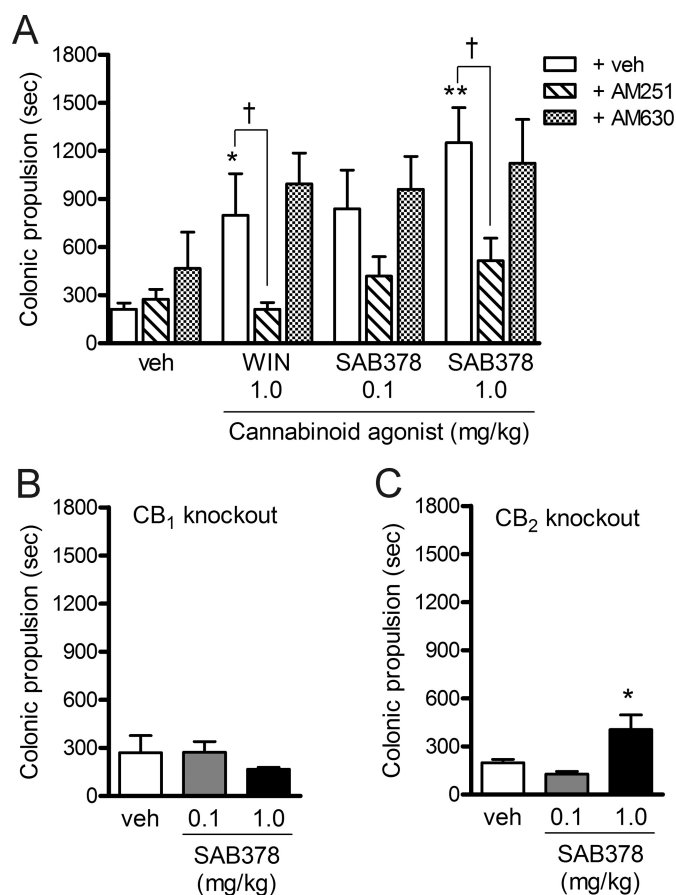 A
Colonic propulsion (sec)
1800
1500
1200
900
600
300
0
*
†
**
†
+ veh
+ AM251
+ AM630
veh
WIN
1.0
SAB378
0.1
SAB378
1.0
Cannabinoid agonist (mg/kg)
B
CB₁ knockout
Colonic propulsion (sec)
1800
1500
1200
900
600
300
0
veh
0.1
1.0
SAB378
(mg/kg)
C
CB₂ knockout
Colonic propulsion (sec)
1800
1500
1200
900
600
300
0
*
veh
0.1
1.0
SAB378
(mg/kg)